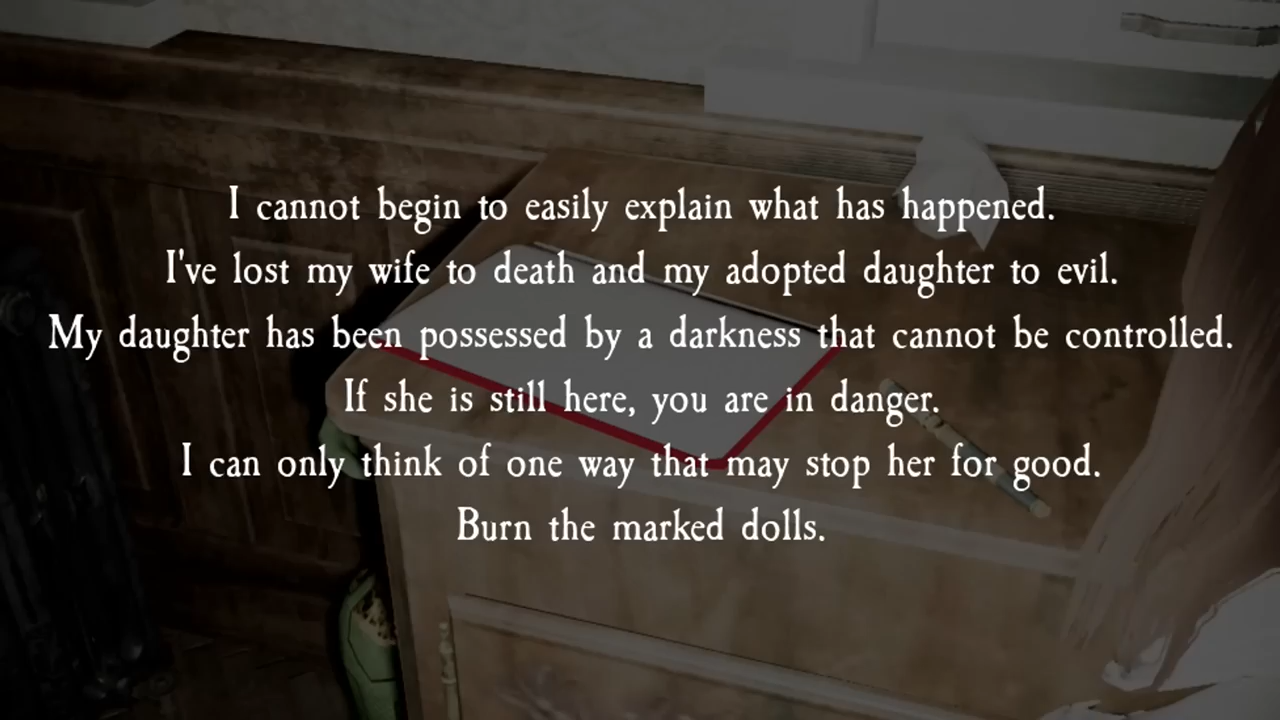 I cannot begin to easily explain what has happened.
I've lost my wife to death and my adopted daughter to evil.
My daughter has been possessed by a darkness that cannot be controlled.
If she is still here, you are in danger.
I can only think of one way that may stop her for good.
Burn the marked dolls.